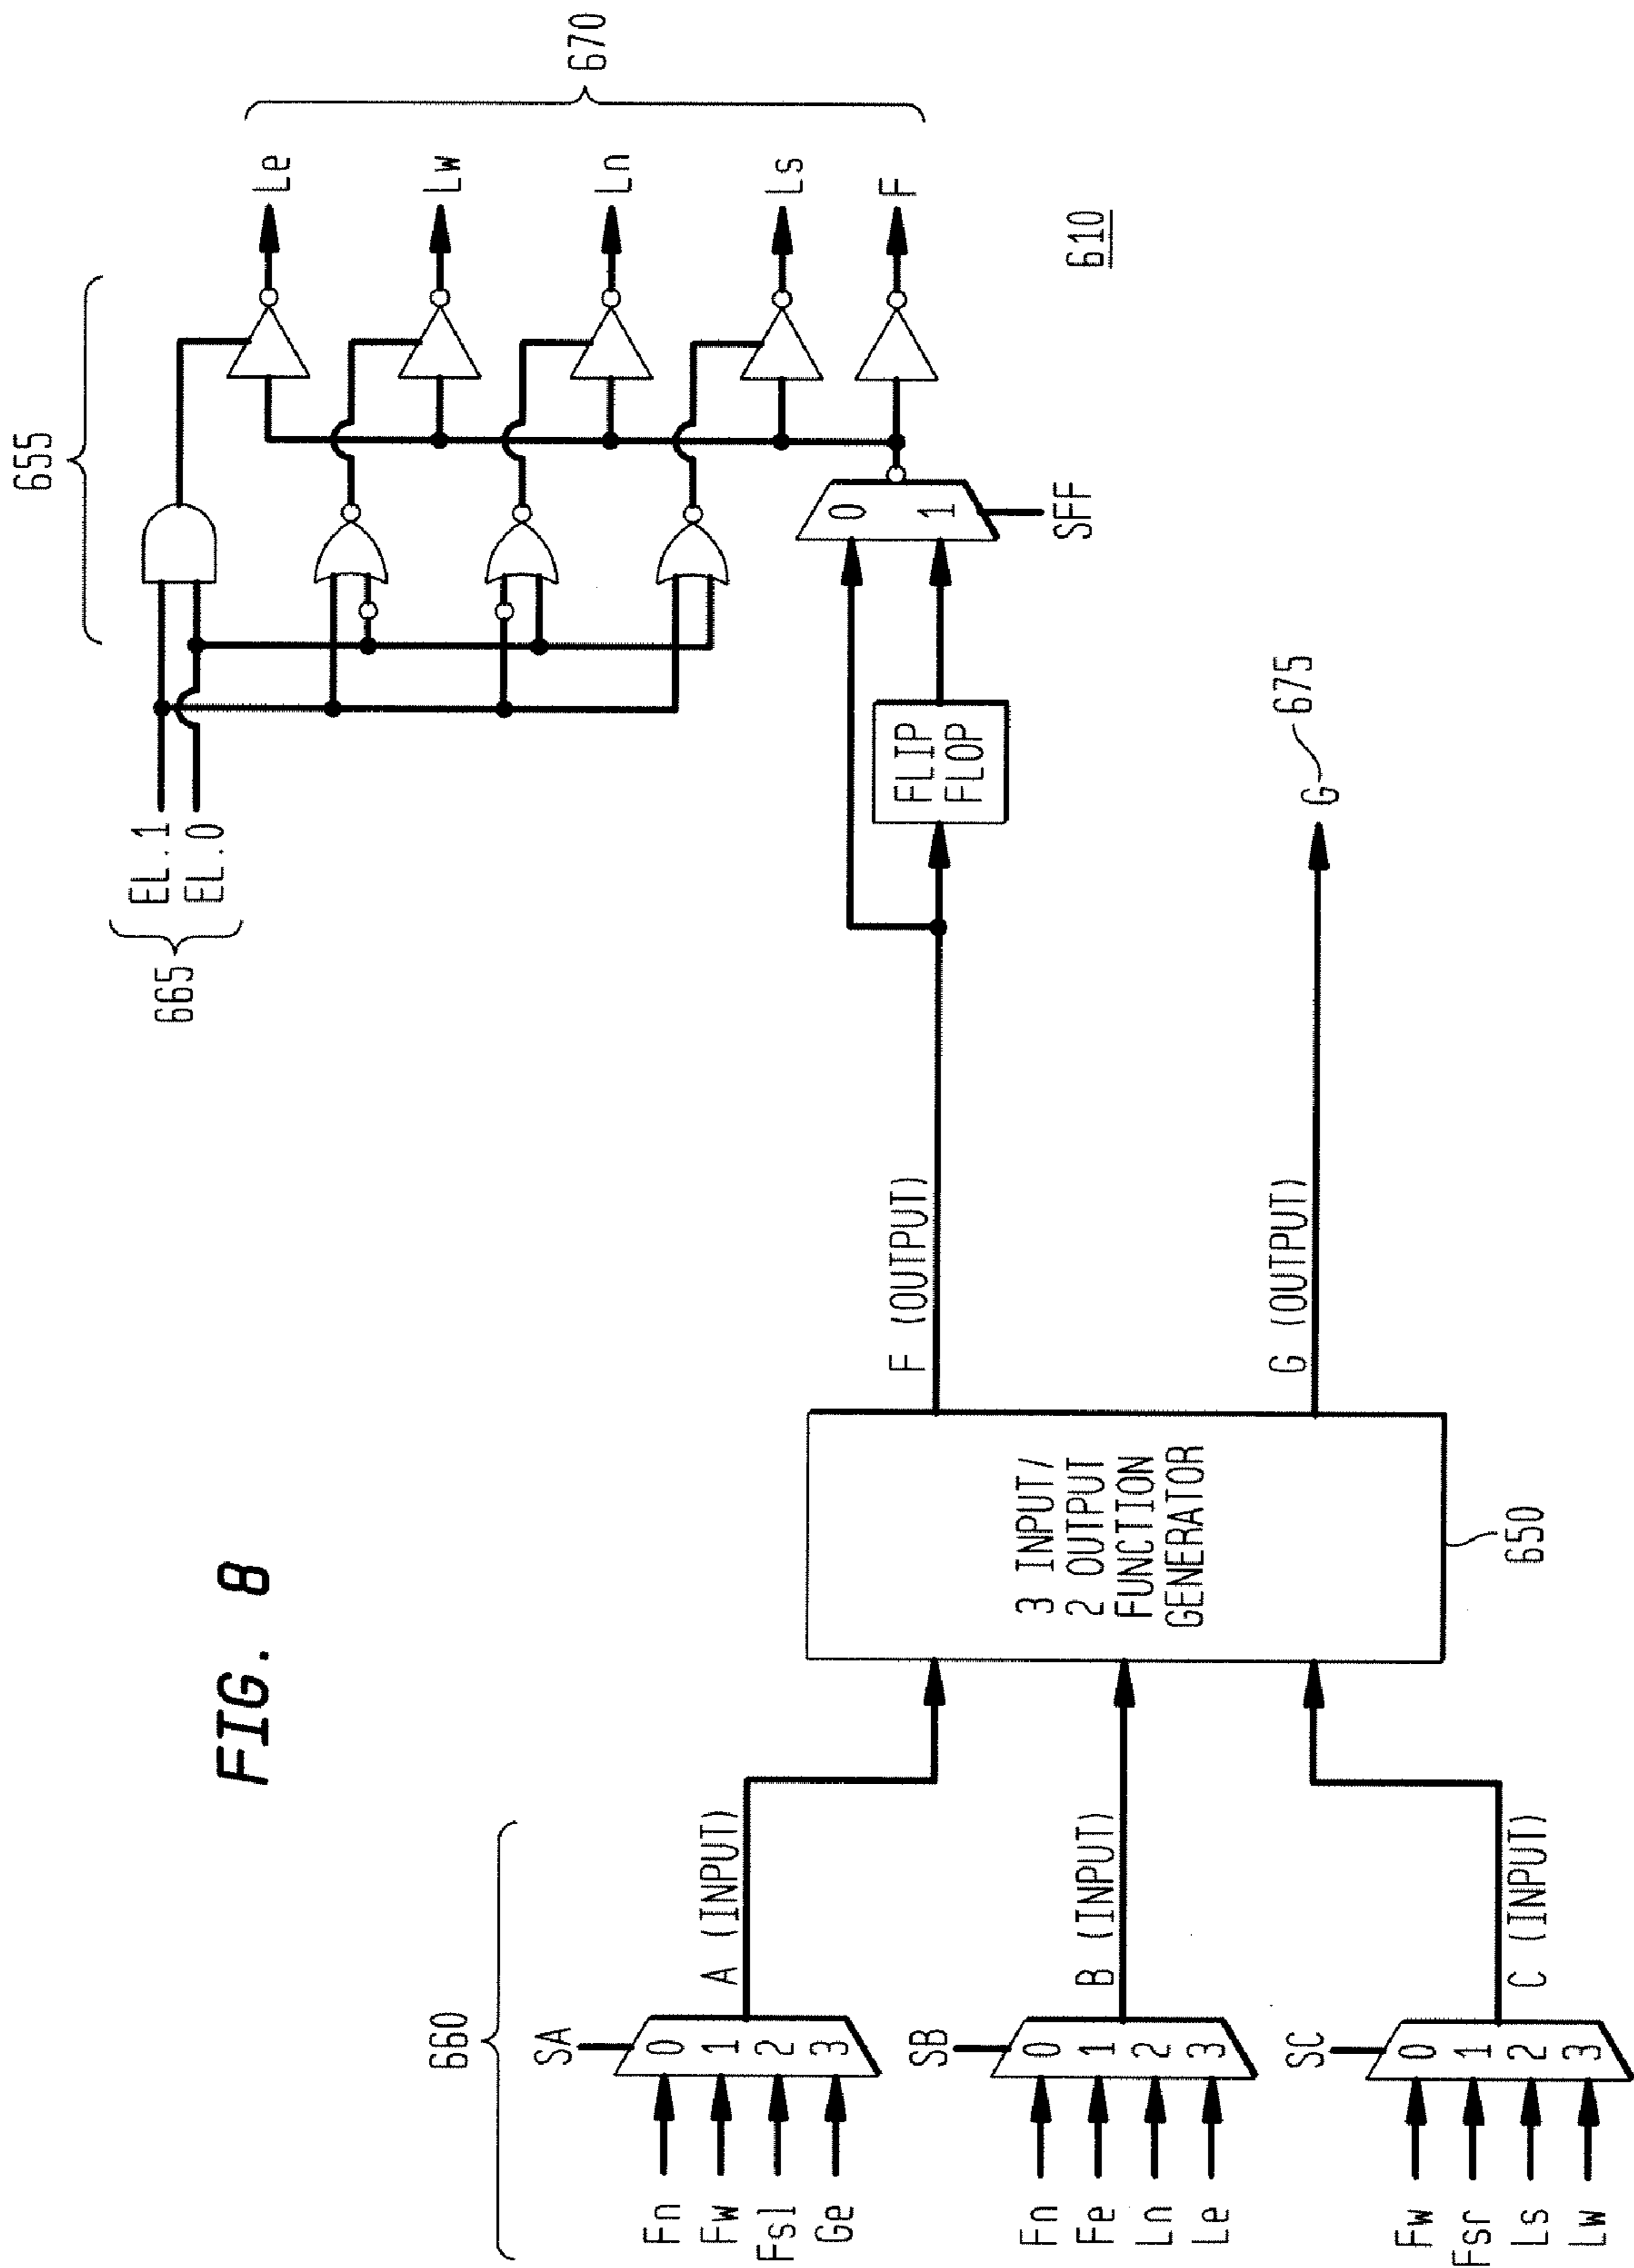 FIG. 8
660
SA
Fn
Fw
Fsl
Ge
0
1
2
3
A (INPUT)
SB
Fn
Fe
Ln
Le
0
1
2
3
B (INPUT)
SC
Fw
Fsr
Ls
Lw
0
1
2
3
C (INPUT)
3 INPUT/
2 OUTPUT
FUNCTION
GENERATOR
650
F (OUTPUT)
G (OUTPUT)
G
675
FLIP
FLOP
0
1
SFF
665
EL.1
EL.0
655
Le
Lw
Ln
Ls
F
670
610